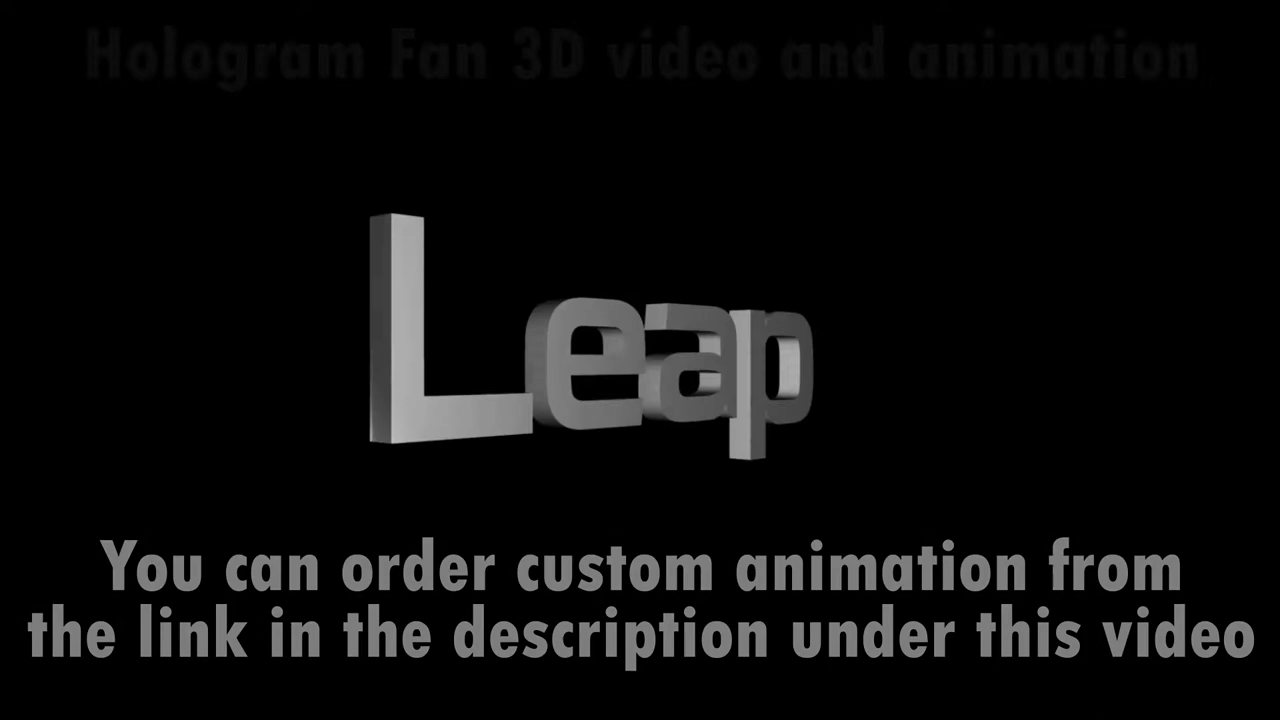 Hologram Fan 3D video and animation
Leap
You can order custom animation from
the link in the description under this video